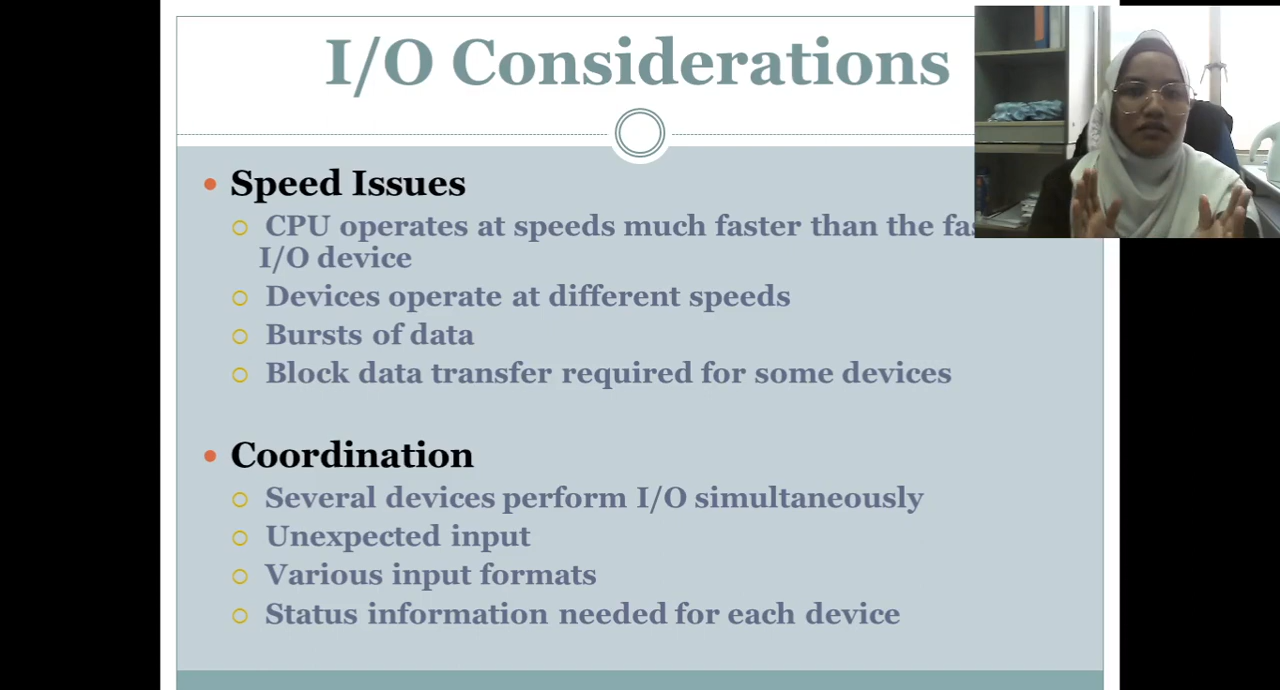 I/O Considerations
Speed Issues
CPU operates at speeds much faster than the
I/O device
Devices operate at different speeds
Bursts of data
Block data transfer required for some devices
Coordination
Several devices perform I/O simultaneously
Unexpected input
Various input formats
Status information needed for each device